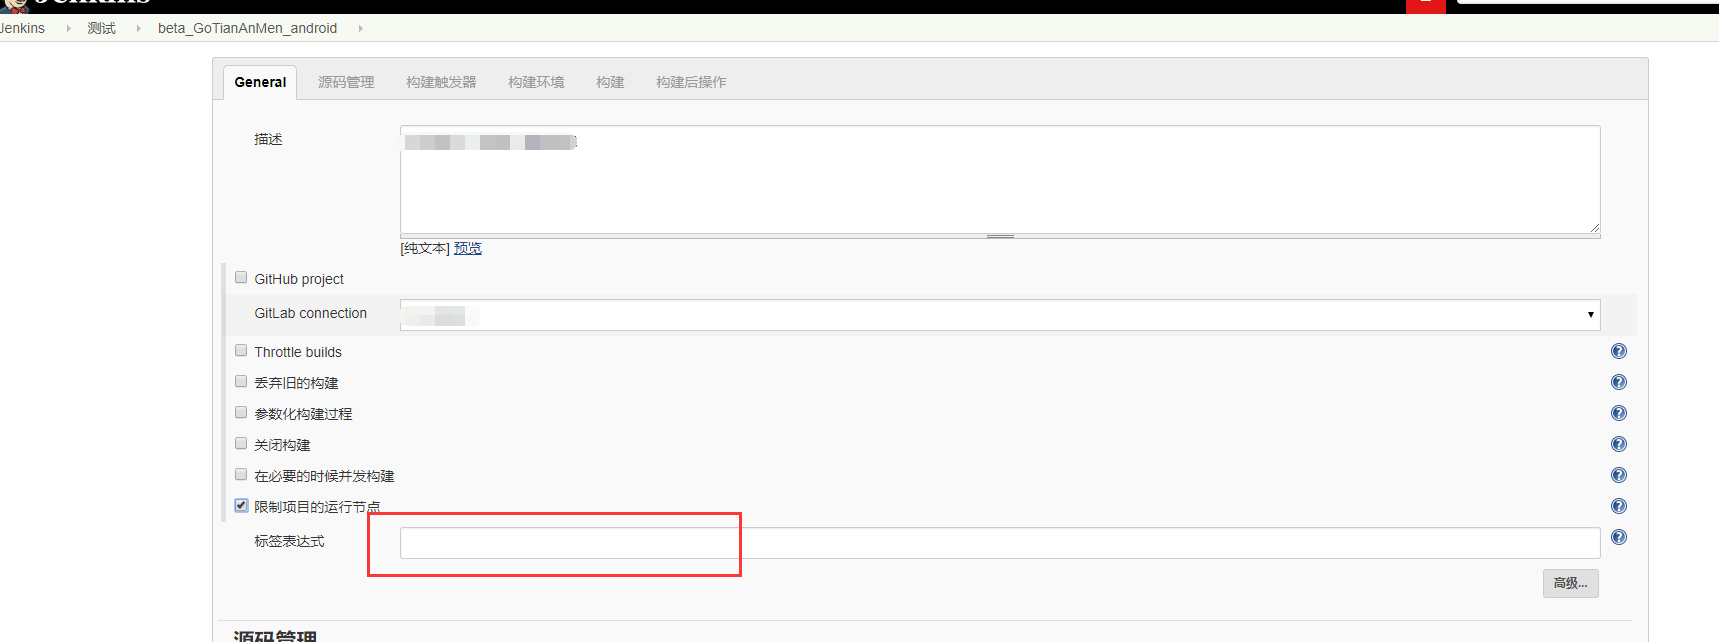 Jenkins
Jenkins 测试 beta_GoTianAnMen_android
General 源码管理 构建触发器 构建环境 构建 构建后操作
描述
[纯文本] 预览
GitHub project
GitLab connection
Throttle builds
丢弃旧的构建
参数化构建过程
关闭构建
在必要的时候并发构建
限制项目的运行节点
标签表达式
高级...
源码管理